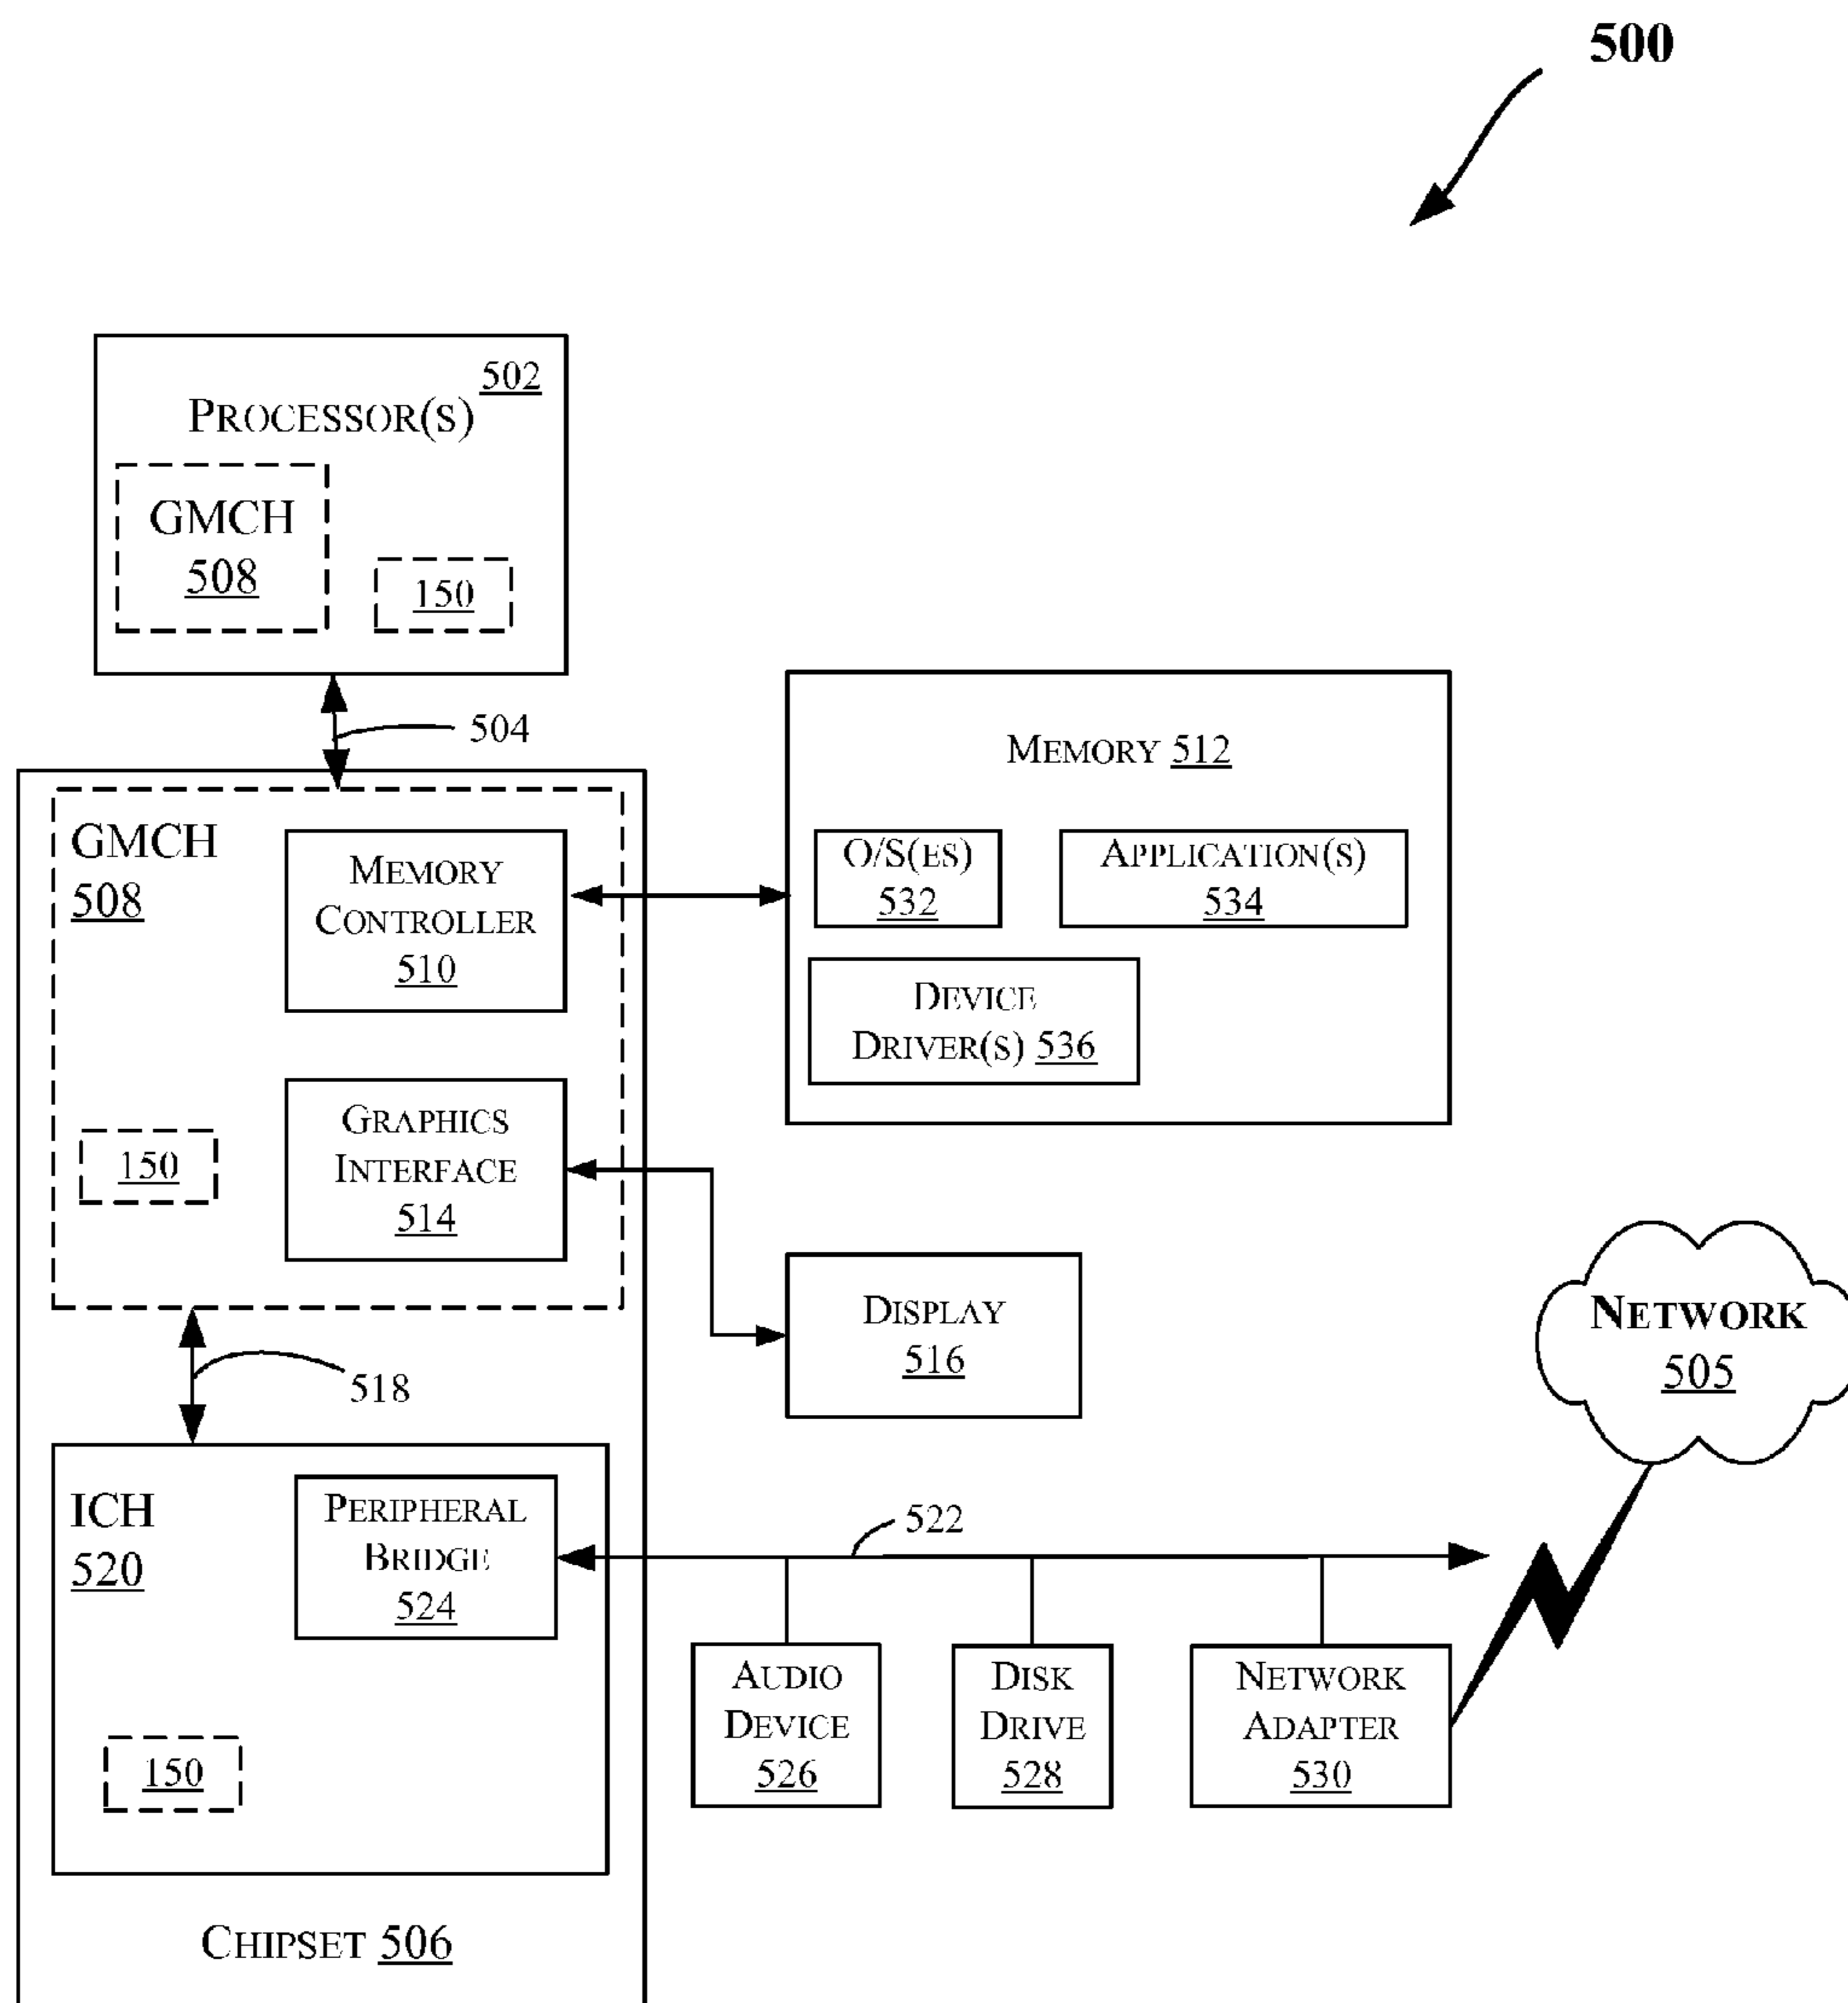 500
502
PROCESSOR(S)
GMCH
508
150
504
GMCH
508
MEMORY
CONTROLLER
510
GRAPHICS
INTERFACE
514
150
MEMORY 512
O/S(ES)
532
APPLICATION(S)
534
DEVICE
DRIVER(S) 536
DISPLAY
516
NETWORK
505
518
ICH
520
PERIPHERAL
BRIDGE
524
150
522
AUDIO
DEVICE
526
DISK
DRIVE
528
NETWORK
ADAPTER
530
CHIPSET 506